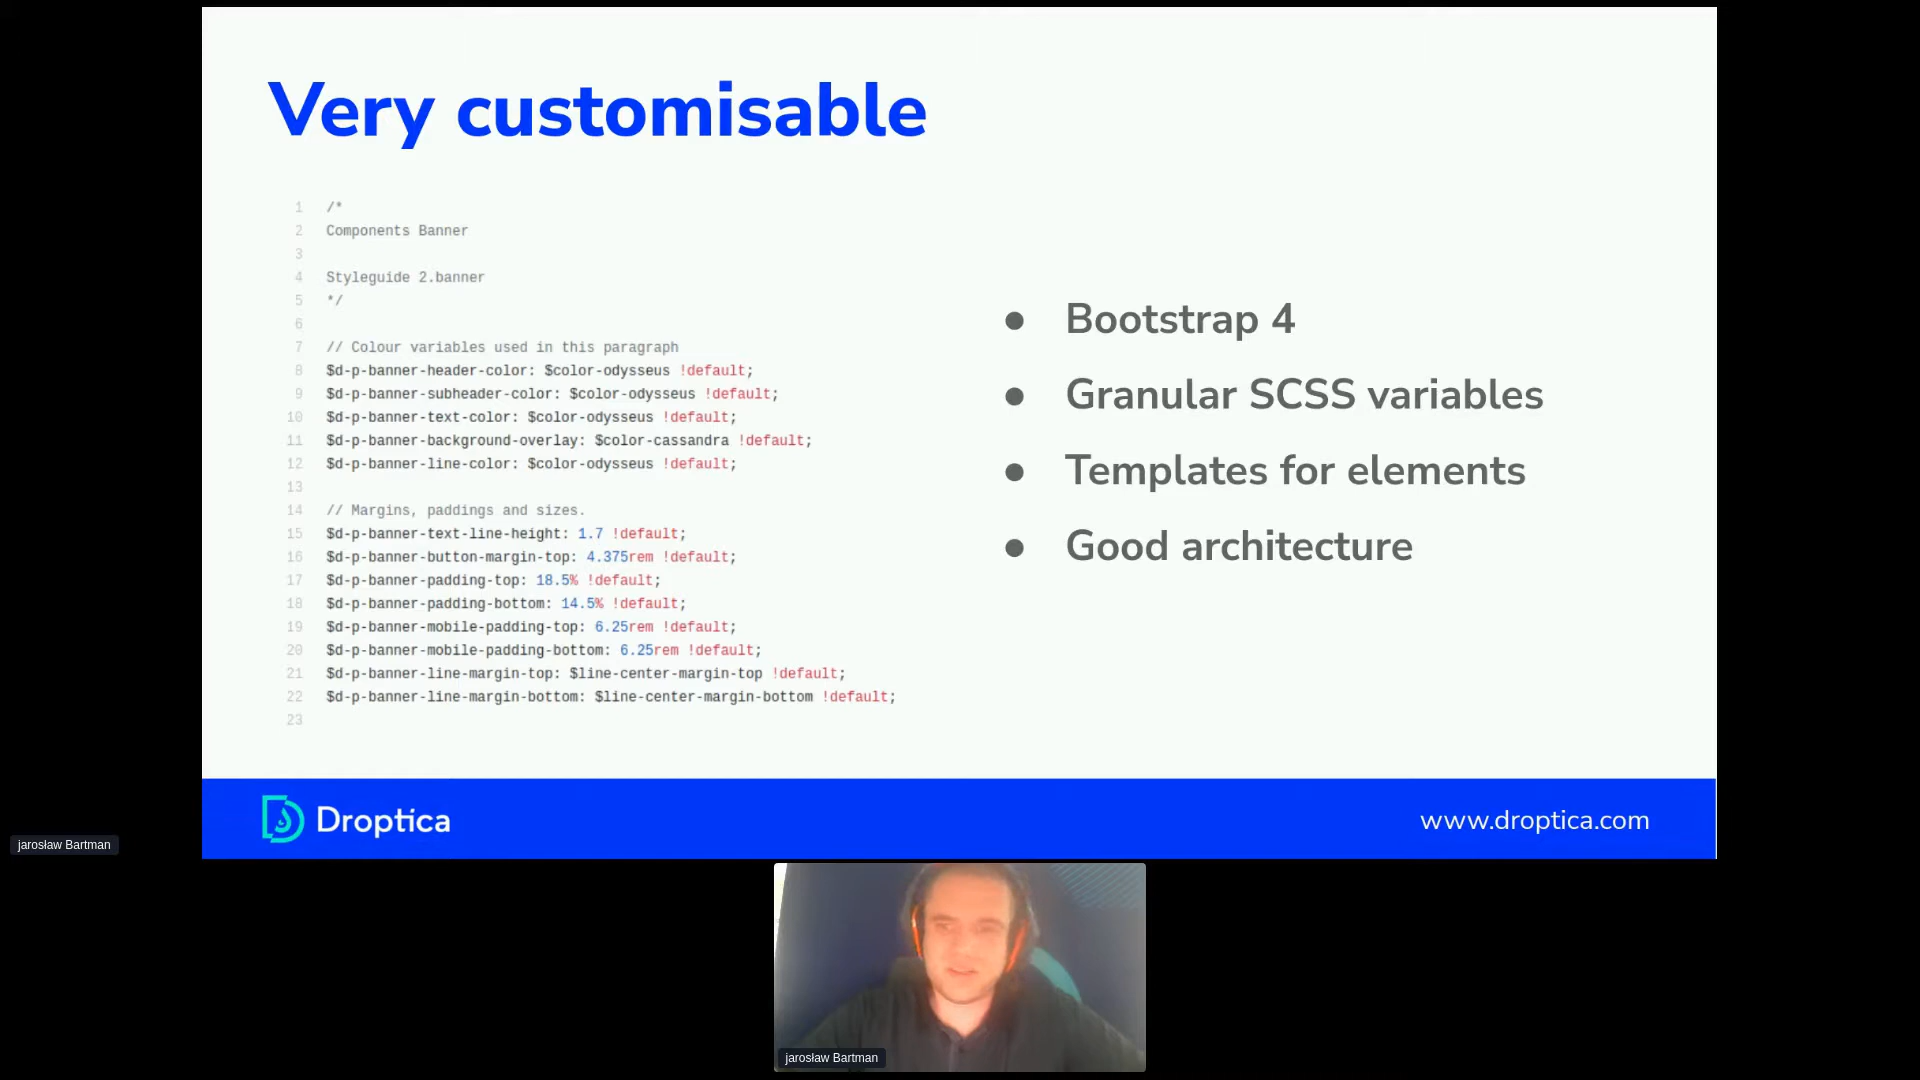 Very customisable
1 /*
2 Components Banner
3
4 Styleguide 2.banner
5 */
6
7 // Colour variables used in this paragraph
8 $d-p-banner-header-color: $color-odysseus !default;
9 $d-p-banner-subheader-color: $color-odysseus !default;
10 $d-p-banner-text-color: $color-odysseus !default;
11 $d-p-banner-background-overlay: $color-cassandra !default;
12 $d-p-banner-line-color: $color-odysseus !default;
13
14 // Margins, paddings and sizes.
15 $d-p-banner-text-line-height: 1.7 !default;
16 $d-p-banner-button-margin-top: 4.375rem !default;
17 $d-p-banner-padding-top: 18.5% !default;
18 $d-p-banner-padding-bottom: 14.5% !default;
19 $d-p-banner-mobile-padding-top: 6.25rem !default;
20 $d-p-banner-mobile-padding-bottom: 6.25rem !default;
21 $d-p-banner-line-margin-top: $line-center-margin-top !default;
22 $d-p-banner-line-margin-bottom: $line-center-margin-bottom !default;
23
● Bootstrap 4
● Granular SCSS variables
● Templates for elements
● Good architecture
Droptica
www.droptica.com
jarosław Bartman
jarosław Bartman